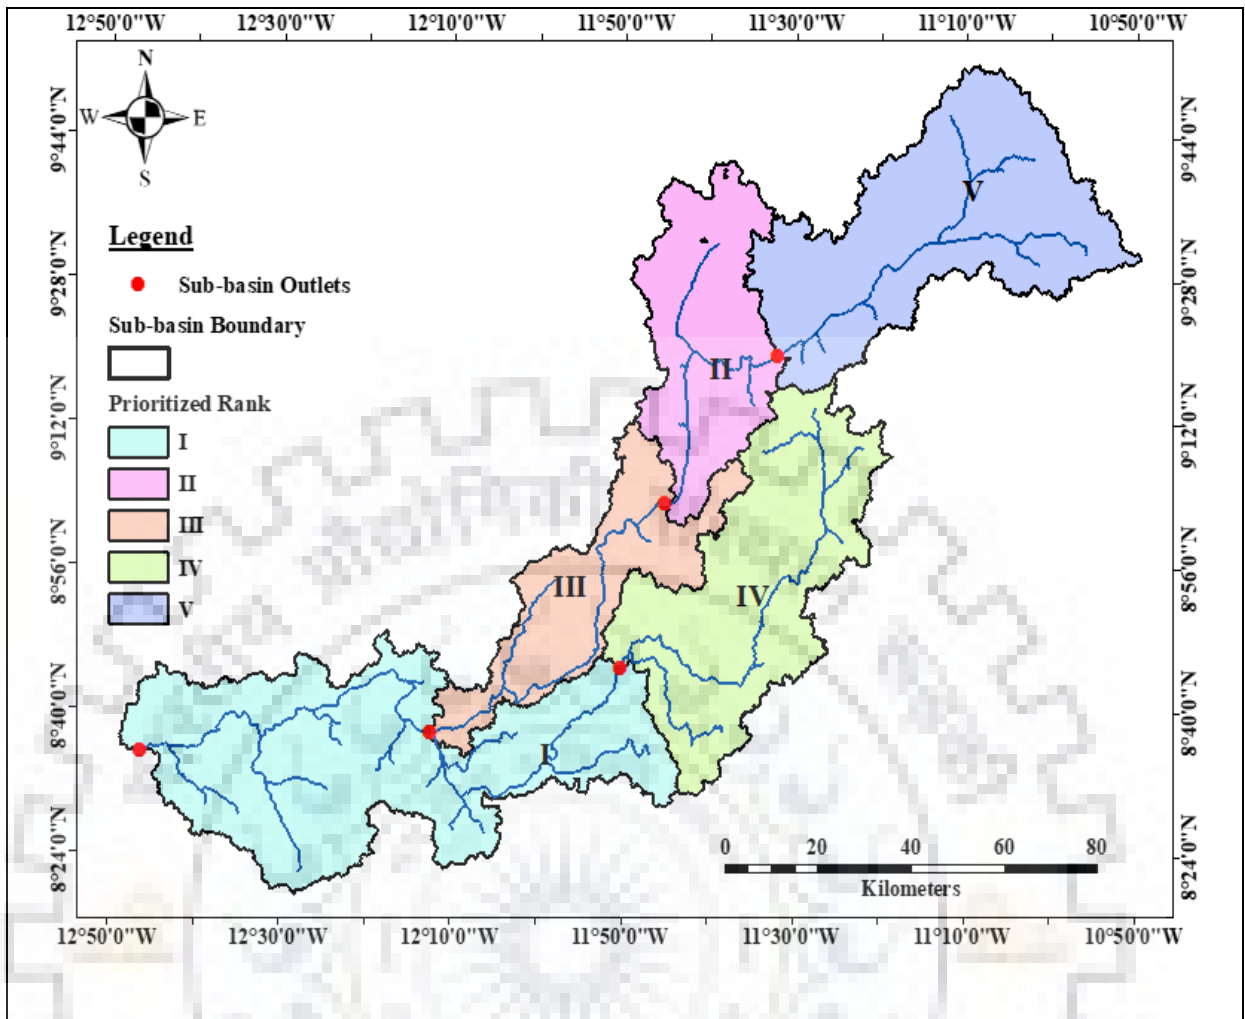 12°50'0"W 12°30'0"W 12°10'0"W 11°50'0"W 11°30'0"W 11°10'0"W 10°50'0"W
N
W E
S
9°44'0"N 9°44'0"N
Legend
9°28'0"N 9°28'0"N
Sub-basin Outlets
Sub-basin Boundary
Prioritized Rank
9°12'0"N 9°12'0"N
I
II
III
IV
V
8°56'0"N 8°56'0"N
V
II
III
IV
I
8°40'0"N 8°40'0"N
8°24'0"N 8°24'0"N
0 20 40 60 80
Kilometers
12°50'0"W 12°30'0"W 12°10'0"W 11°50'0"W 11°30'0"W 11°10'0"W 10°50'0"W